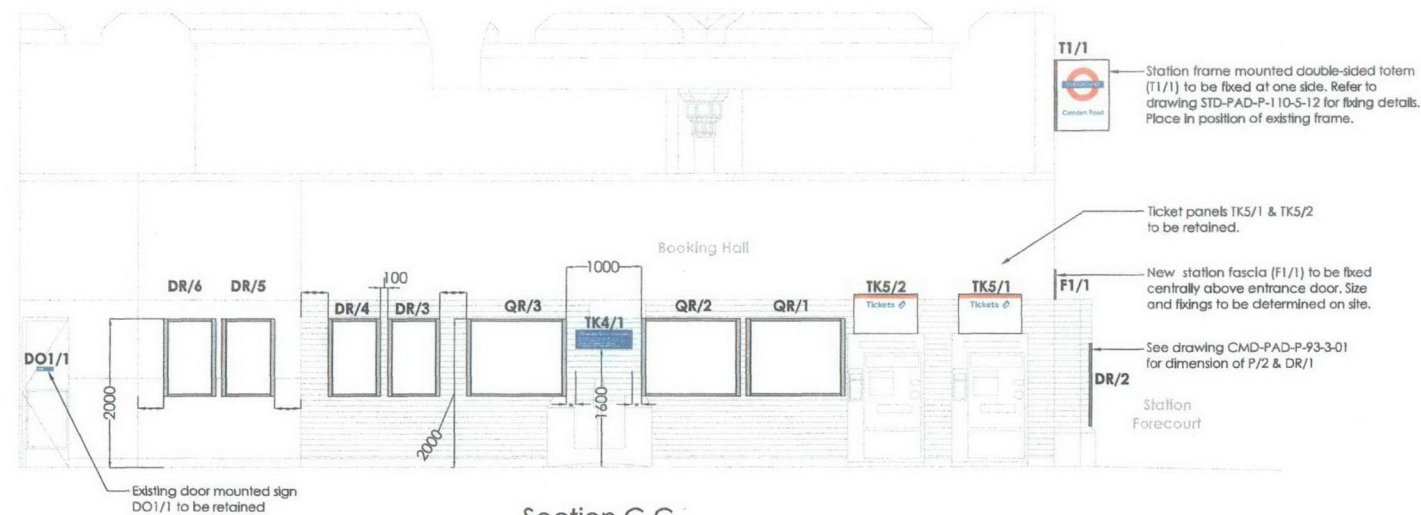 T1/1
Station frame mounted double-sided totem
(T1/1) to be fixed at one side. Refer to
drawing STD-PAD-P-110-5-12 for fixing details.
Place in position of existing frame.
UNDERGROUND
Camden Road
Ticket panels TK5/1 & TK5/2
to be retained.
Booking Hall
1000
100
DR/6
DR/5
DR/4
DR/3
QR/3
TK4/1
QR/2
QR/1
TK5/2
Tickets
TK5/1
Tickets
F1/1
New station fascia (F1/1) to be fixed
centrally above entrance door. Size
and fixings to be determined on site.
DO1/1
2000
2000
1600
See drawing CMD-PAD-P-93-3-01
for dimension of P/2 & DR/1
DR/2
Station
Forecourt
Existing door mounted sign
DO1/1 to be retained
Section C-C